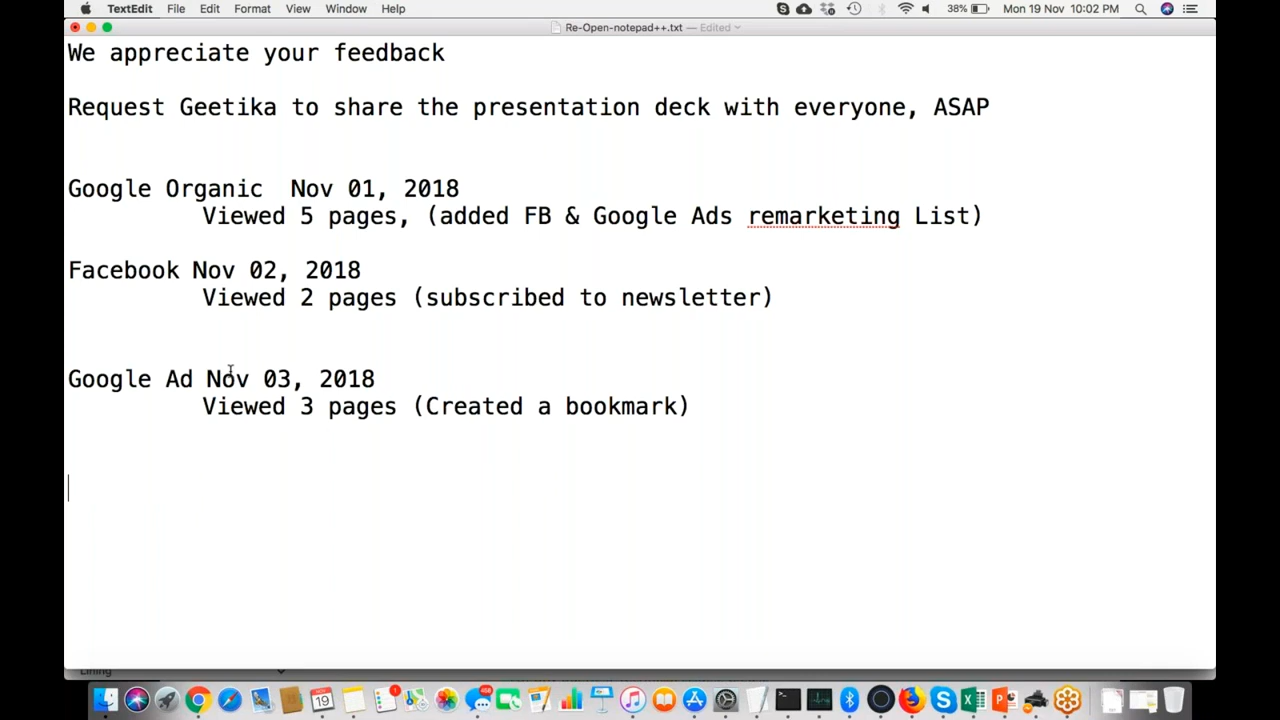 TextEdit File Edit Format View Window Help 38% Mon 19 Nov 10:02 PM
Re-Open-notepad++.txt — Edited
We appreciate your feedback
Request Geetika to share the presentation deck with everyone, ASAP
Google Organic  Nov 01, 2018
Viewed 5 pages, (added FB & Google Ads remarketing List)
Facebook Nov 02, 2018
Viewed 2 pages (subscribed to newsletter)
Google Ad Nov 03, 2018
Viewed 3 pages (Created a bookmark)